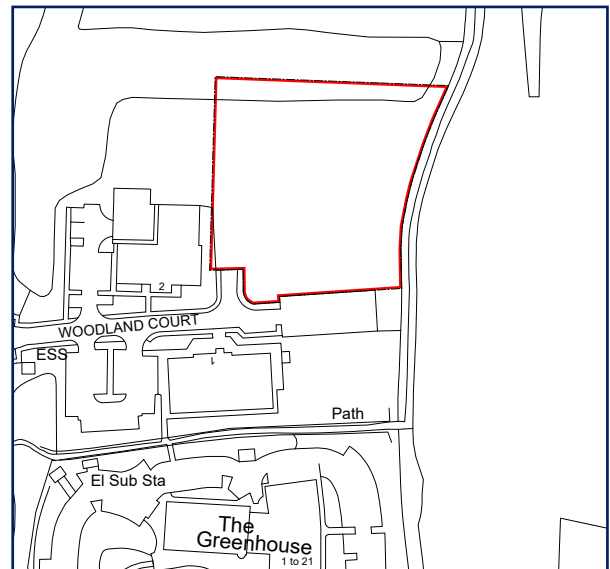 2
WOODLAND COURT
ESS
1
Path
El Sub Sta
The
Greenhouse
1 to 21